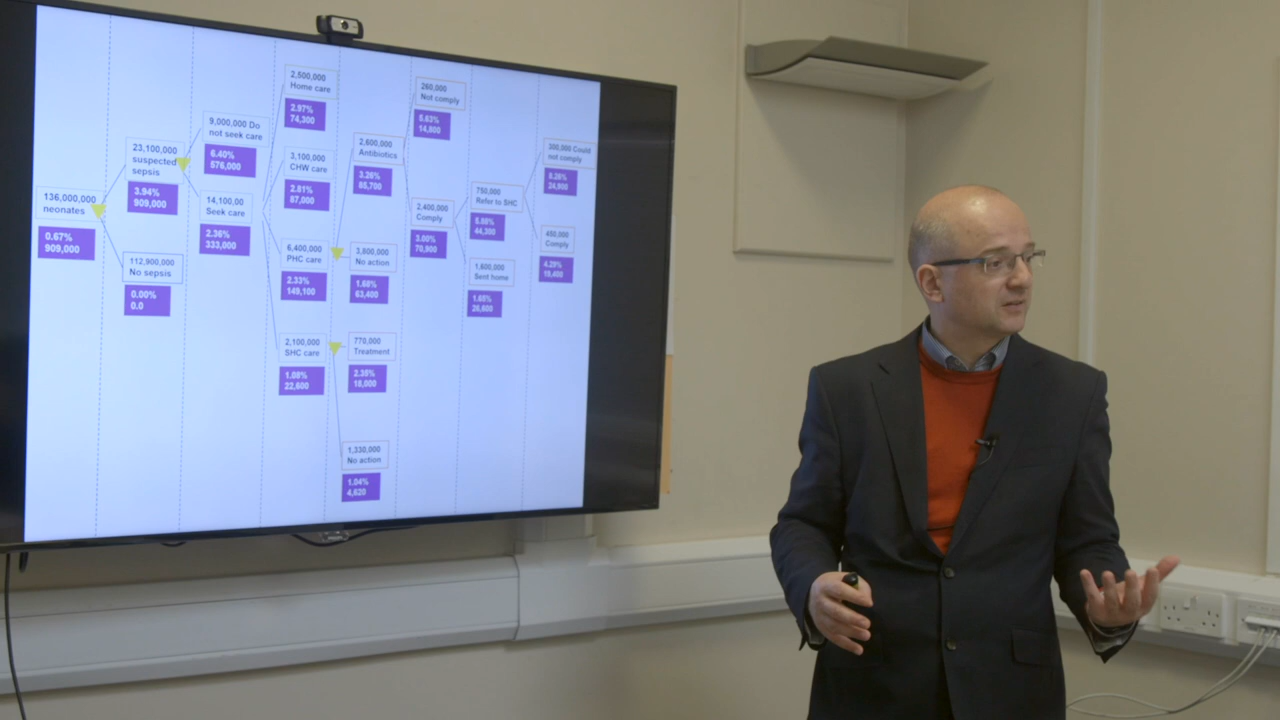 136,000,000
neonates
0.67%
909,000
23,100,000
suspected
sepsis
3.94%
909,000
112,900,000
No sepsis
0.00%
0.0
9,000,000 Do
not seek care
6.40%
576,000
14,100,00
Seek care
2.36%
333,000
2,500,000
Home care
2.97%
74,300
3,100,000
CHW care
2.81%
87,000
6,400,000
PHC care
2.33%
149,100
2,100,000
SHC care
1.08%
22,600
2,600,000
Antibiotics
3.26%
85,700
3,800,000
No action
1.68%
63,400
770,000
Treatment
2.35%
18,000
1,330,000
No action
1.04%
4,620
260,000
Not comply
5.63%
14,800
2,400,000
Comply
3.00%
70,900
750,000
Refer to SHC
44,300
1,600,000
Sent home
1.65%
300,000 Could
not comply
8.28%
24,900
450,000
Comply
4.29%
19,400